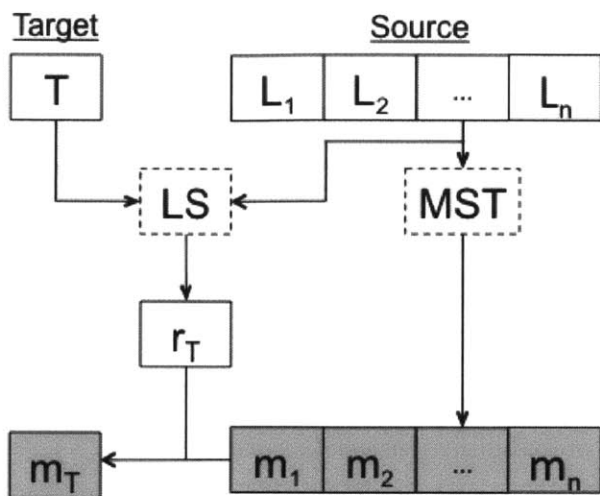 Target Source
T L1 L2 ... Ln
LS MST
rT
mT m1 m2 ... mn